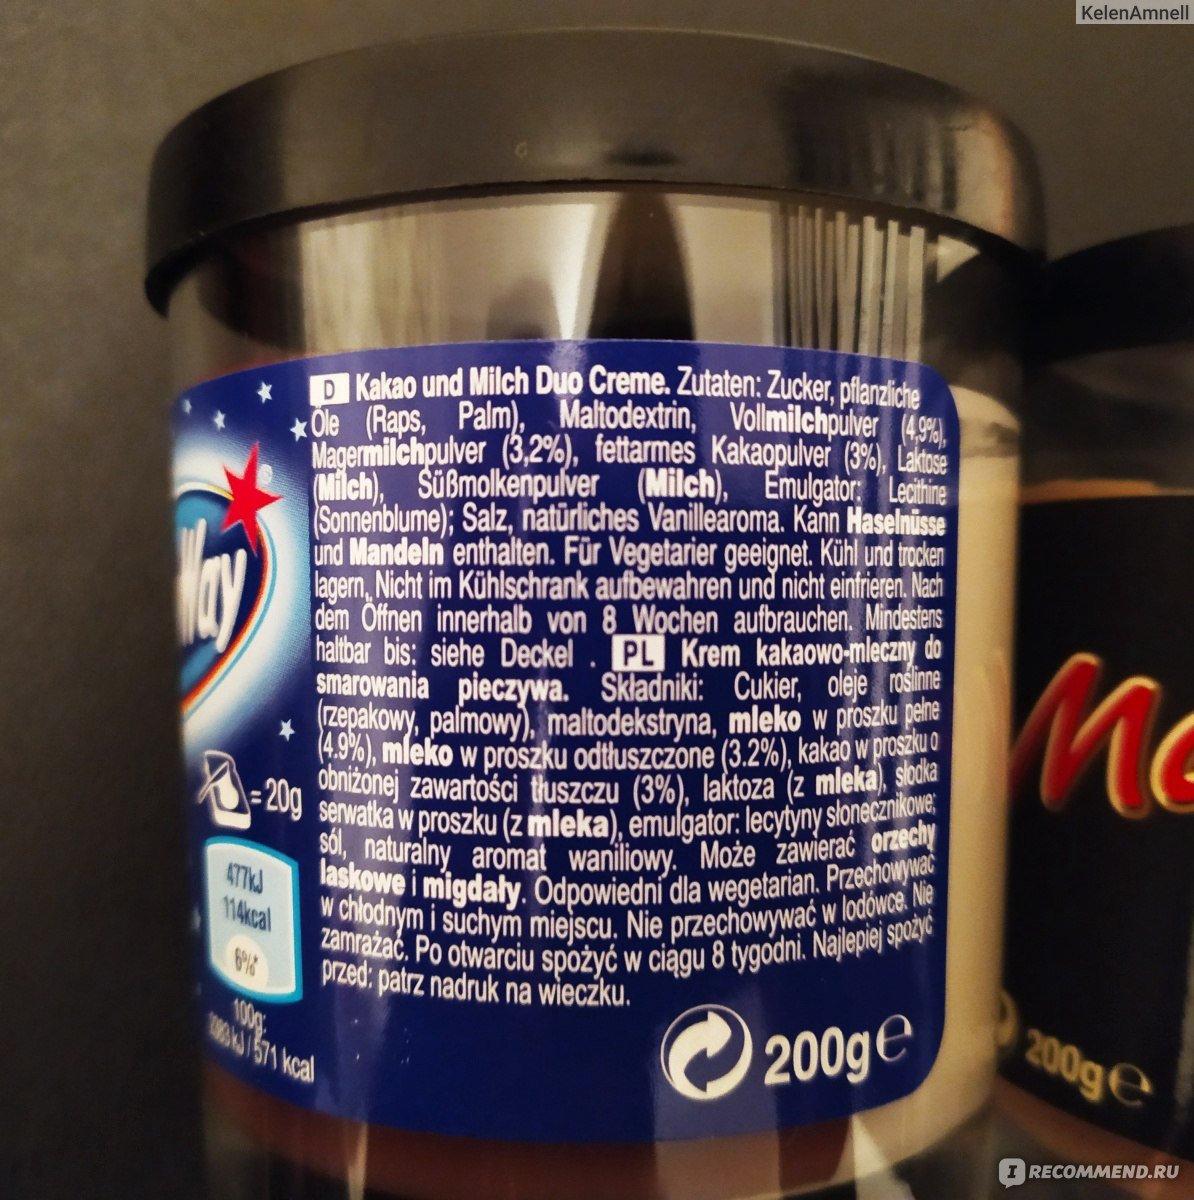 KelenAmnell
D Kakao und Milch Duo Creme. Zutaten: Zucker, pflanzliche
Öle (Raps, Palm), Maltodextrin, Vollmilchpulver (4,9%),
Magermilchpulver (3,2%), fettarmes Kakaopulver (3%), Laktose
(Milch), Süßmolkenpulver (Milch), Emulgator: Lecithine
(Sonnenblume); Salz, natürliches Vanillearoma. Kann Haselnüsse
und Mandeln enthalten. Für Vegetarier geeignet. Kühl und trocken
lagern. Nicht im Kühlschrank aufbewahren und nicht einfrieren. Nach
dem Öffnen innerhalb von 8 Wochen aufbrauchen. Mindestens
haltbar bis: siehe Deckel . PL Krem kakaowo-mleczny do
smarowania pieczywa. Składniki: Cukier, oleje roślinne
(rzepakowy, palmowy), maltodekstryna, mleko w proszku pełne
(4.9%), mleko w proszku odtłuszczone (3.2%), kakao w proszku o
obniżonej zawartości tłuszczu (3%), laktoza (z mleka), słodka
serwatka w proszku (z mleka), emulgator: lecytyny słonecznikowe;
sól, naturalny aromat waniliowy. Może zawierać orzechy
laskowe i migdały. Odpowiedni dla wegetarian. Przechowywać
w chłodnym i suchym miejscu. Nie przechowywać w lodówce. Nie
zamrażać. Po otwarciu spożyć w ciągu 8 tygodni. Najlepiej spożyć
przed: patrz nadruk na wieczku.
200g e
®
Way
=20g
477kJ
114kcal
6%*
100g:
/ 571 kcal
200g e
IRECOMMEND.RU